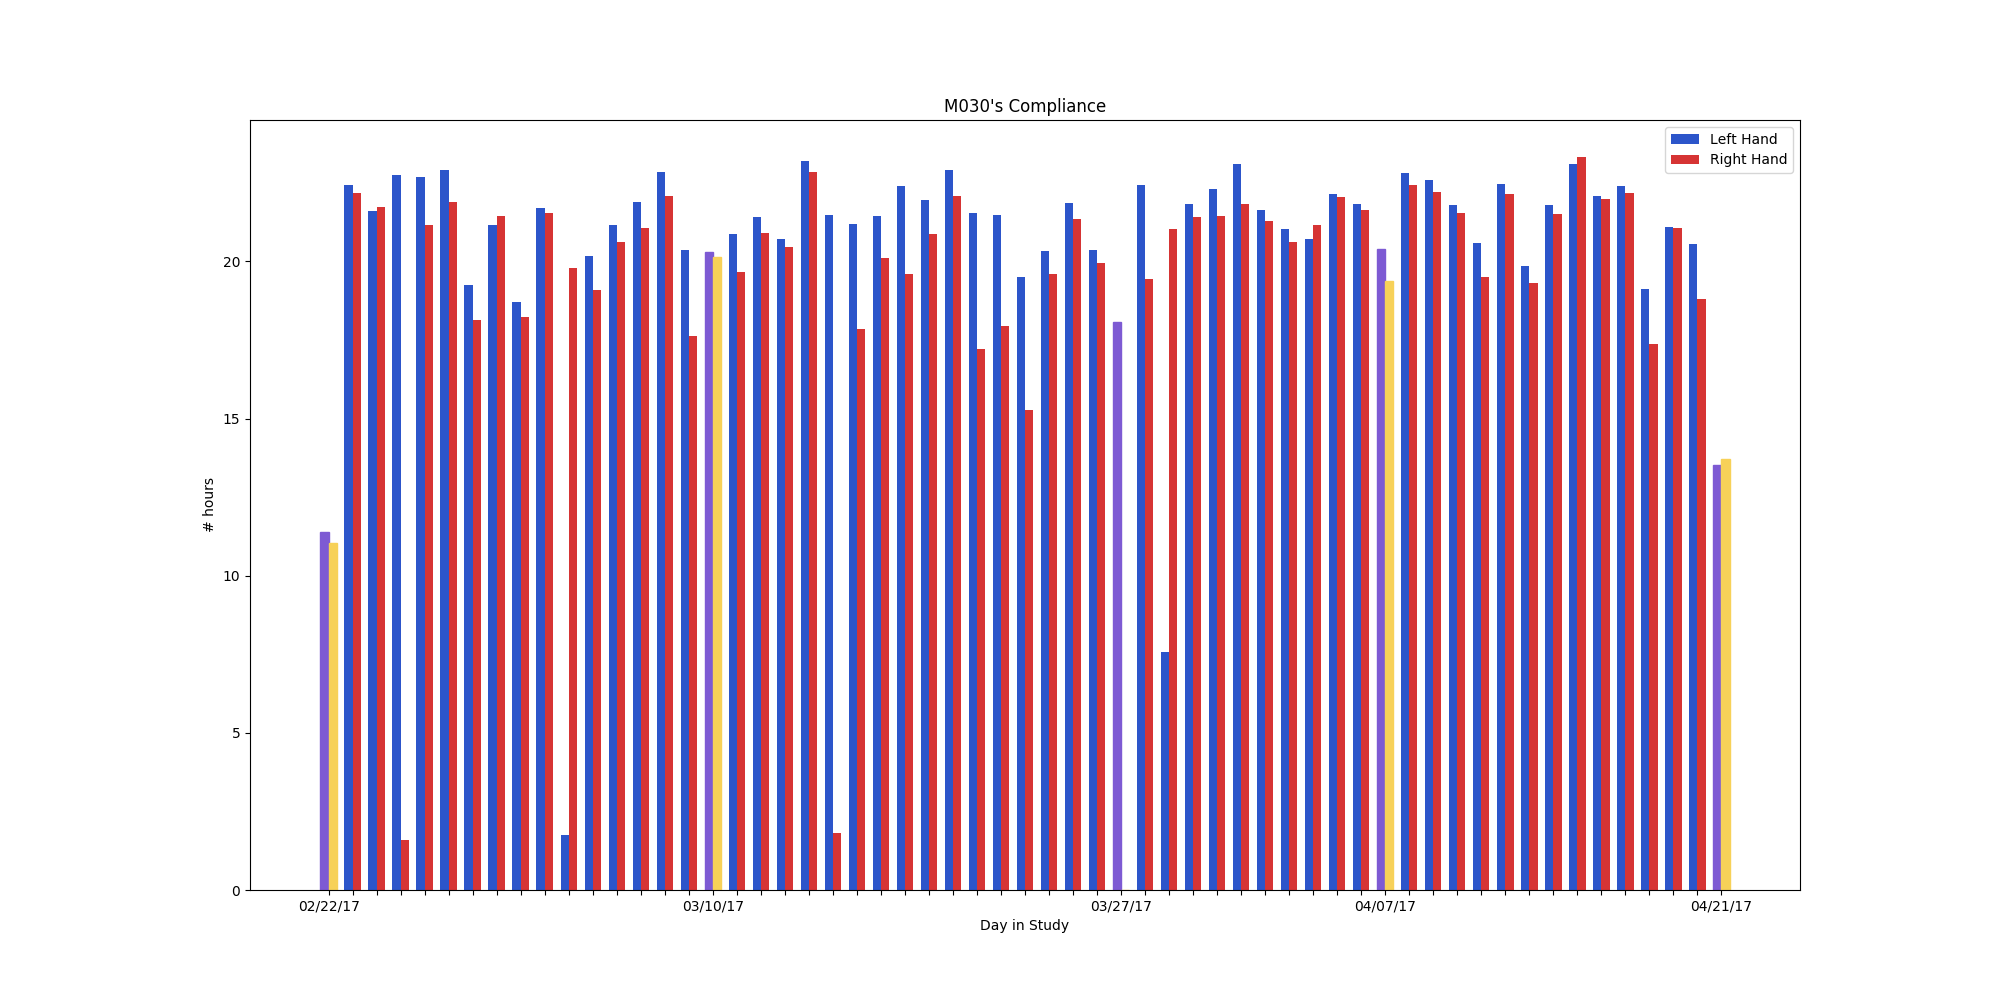 M030's Compliance
Left Hand
Right Hand
20
15
10
5
0
# hours
02/22/17 03/10/17 03/27/17 04/07/17 04/21/17
Day in Study